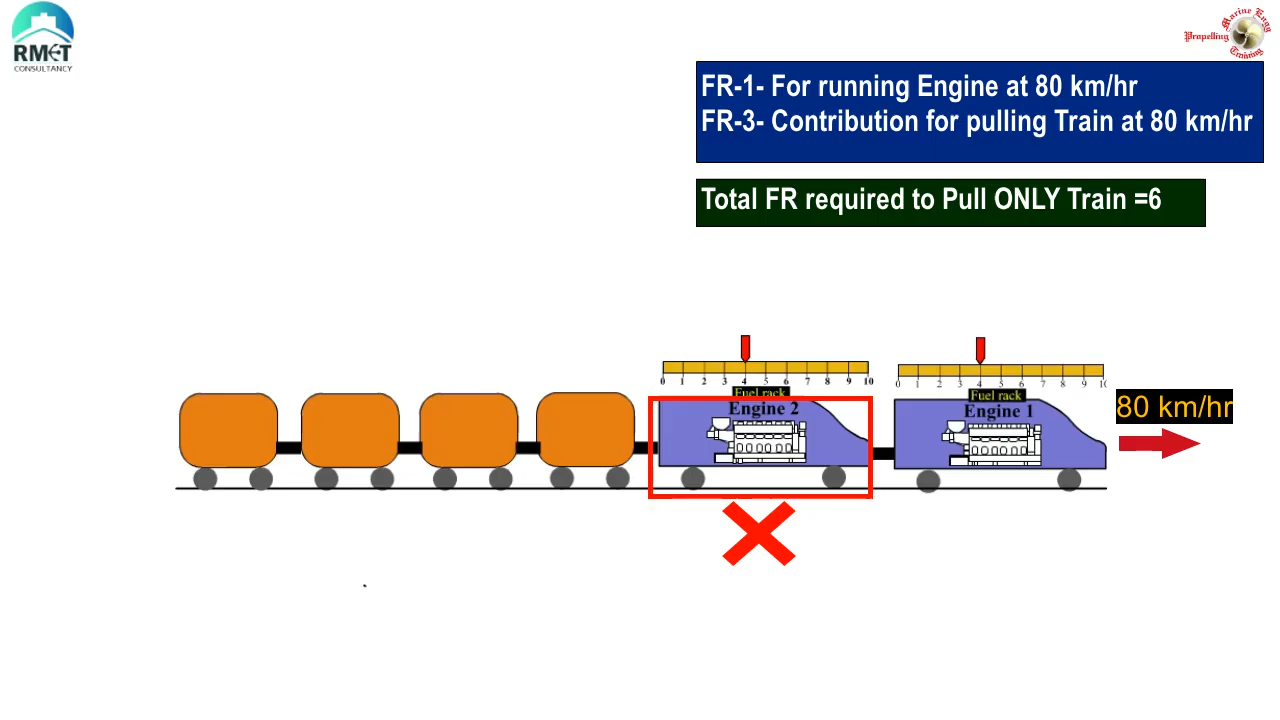 RMET
CONSULTANCY
Propelling Marine Engg Training
FR-1- For running Engine at 80 km/hr
FR-3- Contribution for pulling Train at 80 km/hr
Total FR required to Pull ONLY Train =6
0 1 2 3 4 5 6 7 8 9 10
Fuel rack
Engine 2
0 1 2 3 4 5 6 7 8 9 10
Fuel rack
Engine 1
80 km/hr